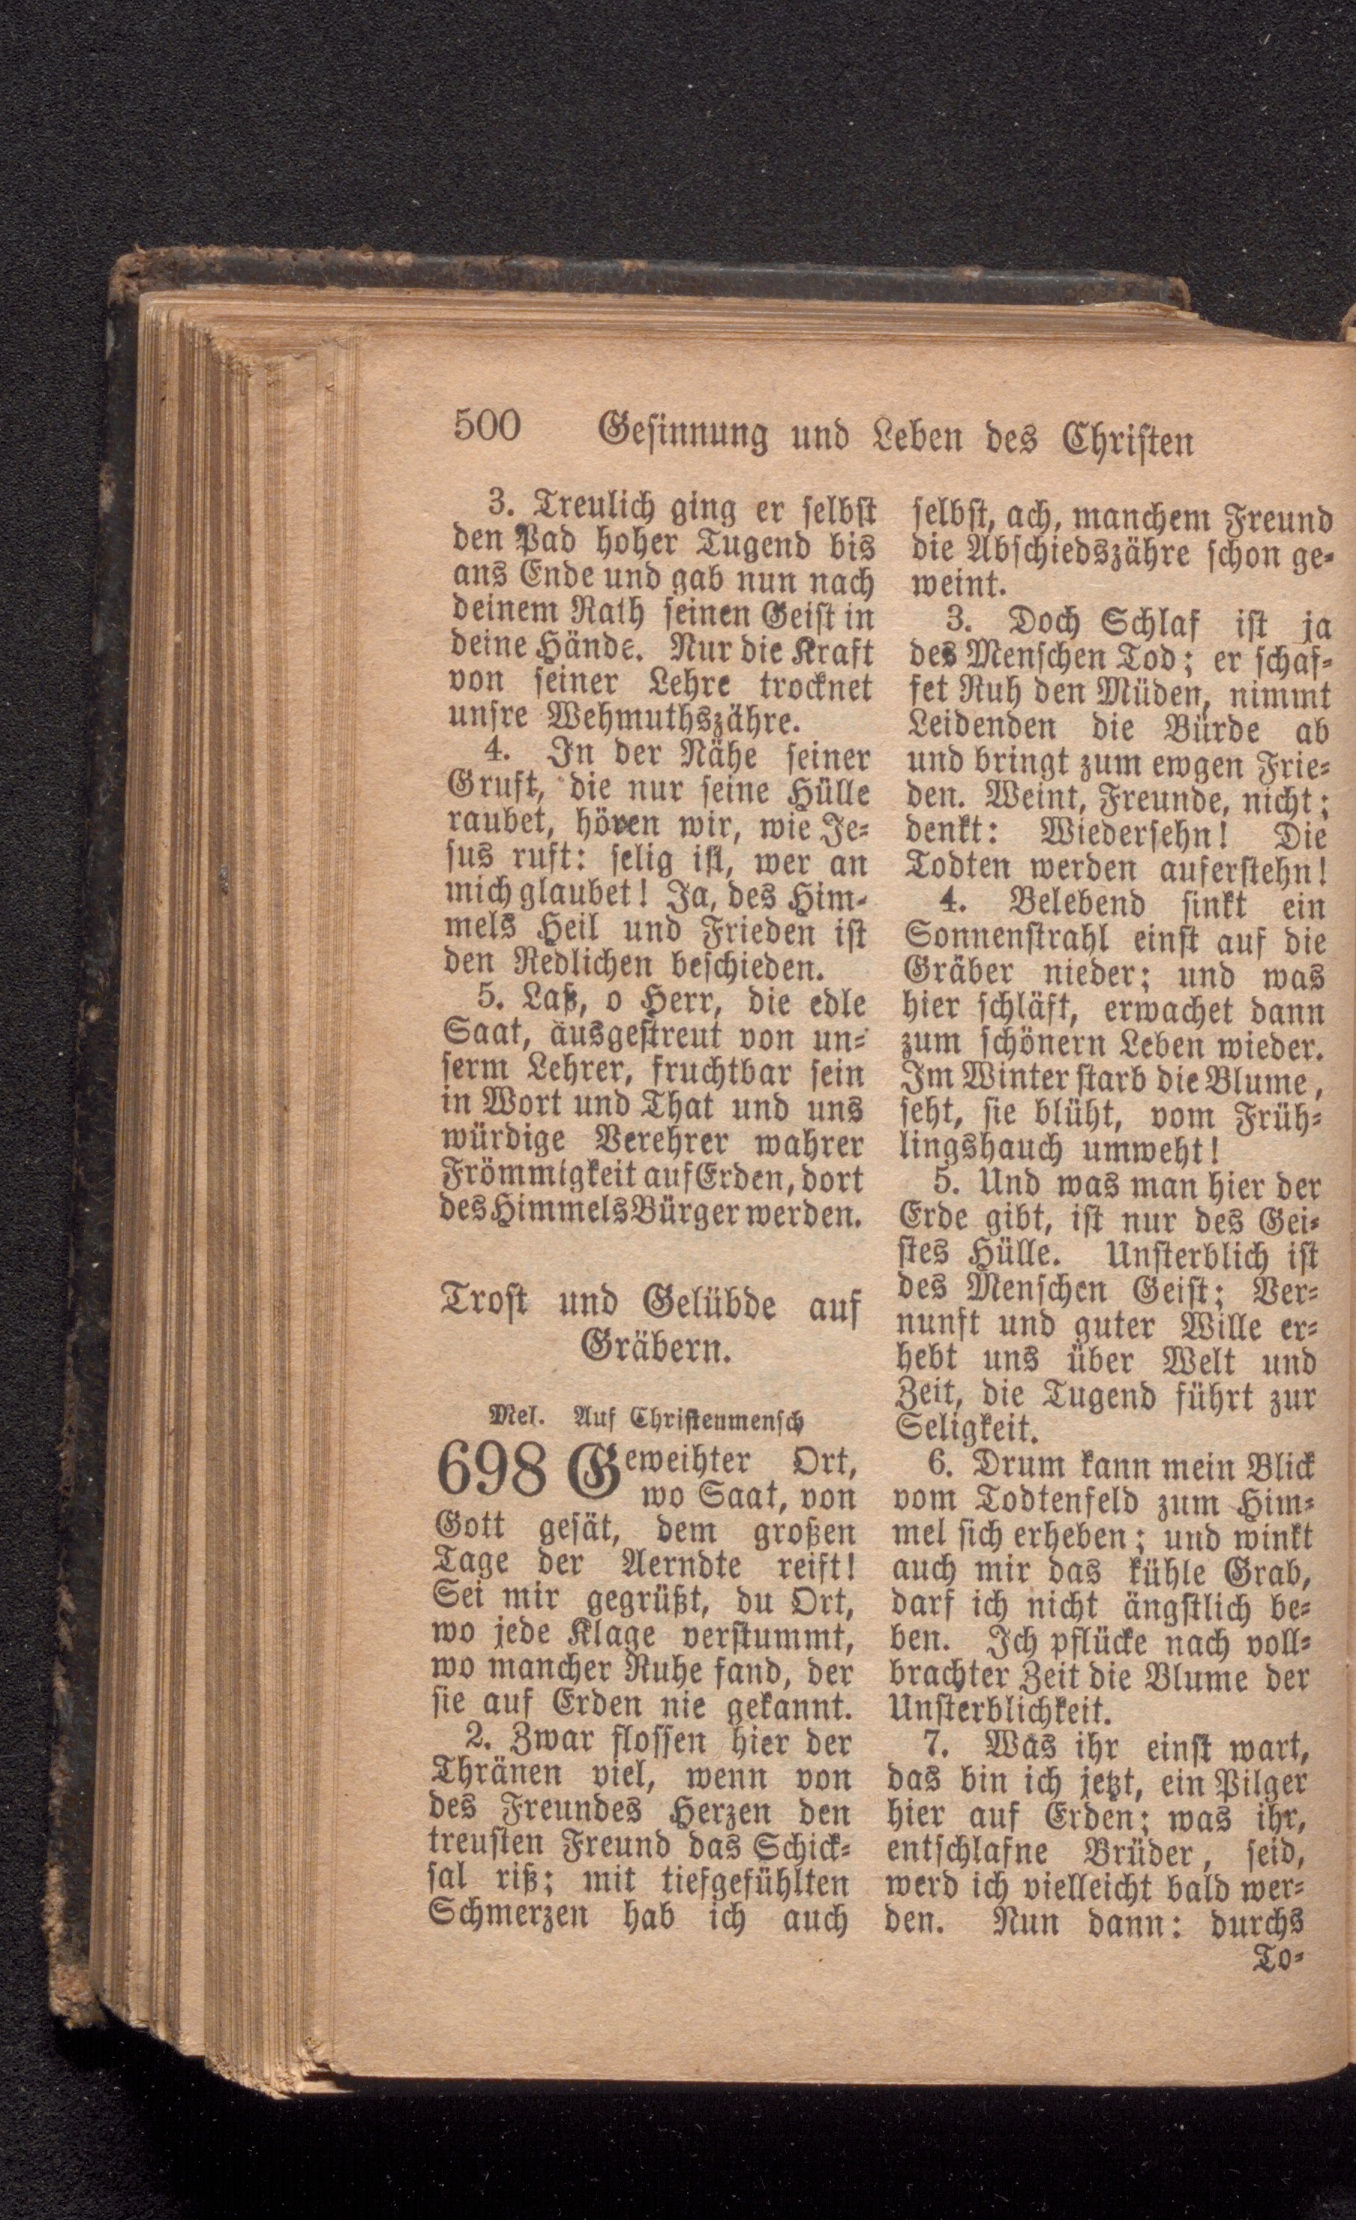 500 Gesinnung und Leben des Christen
3. Treulich ging er selbst
den Pad hoher Tugend bis
ans Ende und gab nun nach
deinem Rath seinen Geist in
deine Hände. Nur die Kraft
von seiner Lehre trocknet
unsre Wehmuthszähre.
4. In der Nähe seiner
Gruft, die nur seine Hülle
raubet, hören wir, wie Je-
sus ruft: selig ist, wer an
mich glaubet! Ja, des Him-
mels Heil und Frieden ist
den Redlichen beschieden.
5. Laß, o Herr, die edle
Saat, ausgestreut von un-
serm Lehrer, fruchtbar sein
in Wort und That und uns
würdige Verehrer wahrer
Frömmigkeit auf Erden, dort
des Himmels Bürger werden.
Trost und Gelübde auf
Gräbern.
Mel. Auf Christenmensch
698 Geweihter Ort,
wo Saat, von
Gott gesät, dem großen
Tage der Aerndte reift!
Sei mir gegrüßt, du Ort,
wo jede Klage verstummt,
wo mancher Ruhe fand, der
sie auf Erden nie gekannt.
2. Zwar flossen hier der
Thränen viel, wenn von
des Freundes Herzen den
treusten Freund das Schick-
sal riß; mit tiefgefühlten
Schmerzen hab ich auch
selbst, ach, manchem Freund
die Abschiedszähre schon ge-
weint.
3. Doch Schlaf ist ja
des Menschen Tod; er schaf-
fet Ruh den Müden, nimmt
Leidenden die Bürde ab
und bringt zum ewgen Frie-
den. Weint, Freunde, nicht;
denkt: Wiedersehn! Die
Todten werden auferstehn!
4. Belebend sinkt ein
Sonnenstrahl einst auf die
Gräber nieder; und was
hier schläft, erwachet dann
zum schönern Leben wieder.
Im Winter starb die Blume,
seht, sie blüht, vom Früh-
lingshauch umweht!
5. Und was man hier der
Erde gibt, ist nur des Gei-
stes Hülle. Unsterblich ist
des Menschen Geist; Ver-
nunft und guter Wille er-
hebt uns über Welt und
Zeit, die Tugend führt zur
Seligkeit.
6. Drum kann mein Blick
vom Todtenfeld zum Him-
mel sich erheben; und winkt
auch mir das kühle Grab,
darf ich nicht ängstlich be-
ben. Ich pflücke nach voll-
brachter Zeit die Blume der
Unsterblichkeit.
7. Was ihr einst wart,
das bin ich jetzt, ein Pilger
hier auf Erden; was ihr,
entschlafne Brüder, seid,
werd ich vielleicht bald wer-
den. Nun dann: durchs
To-